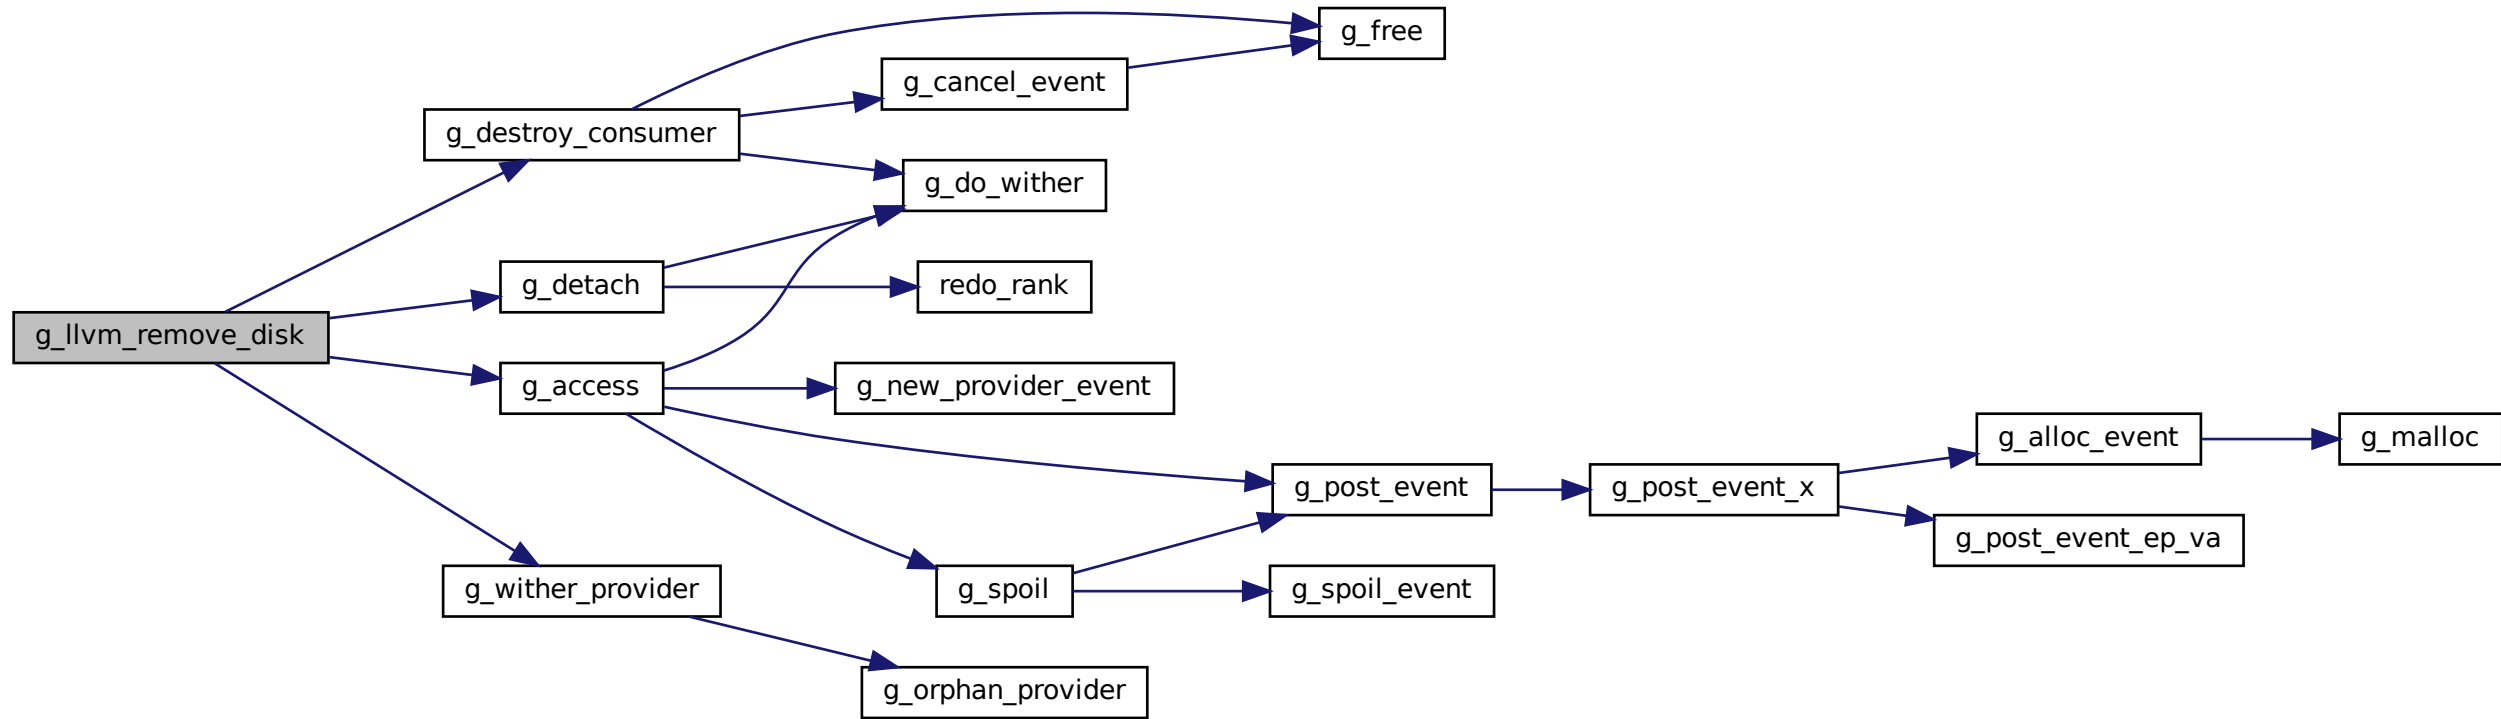 g_free
g_cancel_event
g_destroy_consumer
g_do_wither
g_detach
redo_rank
g_llvm_remove_disk
g_access
g_new_provider_event
g_alloc_event
g_malloc
g_post_event
g_post_event_x
g_post_event_ep_va
g_wither_provider
g_spoil
g_spoil_event
g_orphan_provider